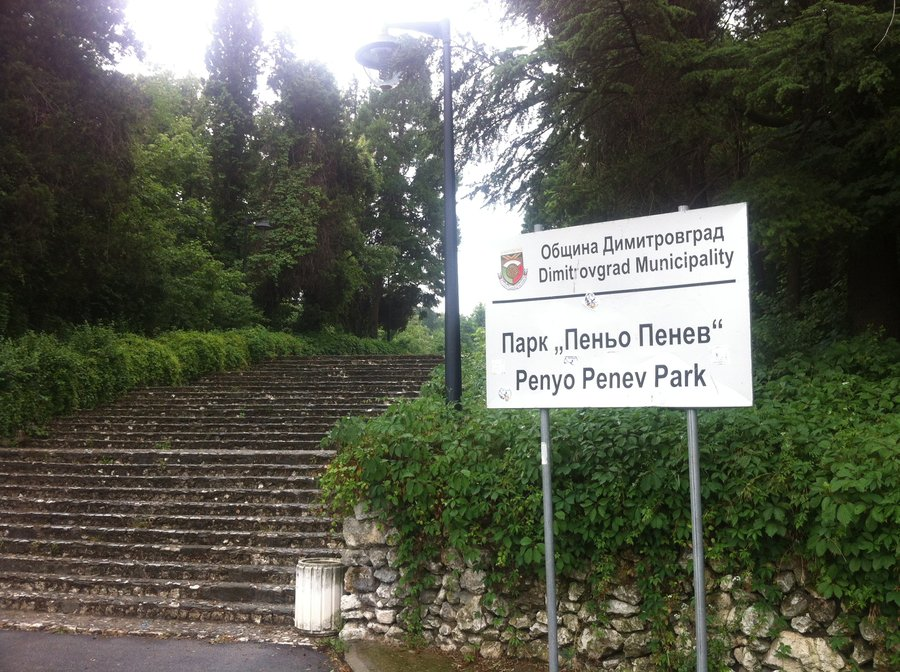 Община Димитровград
Dimitrovgrad Municipality
Парк „Пеньо Пенев“
Penyo Penev Park